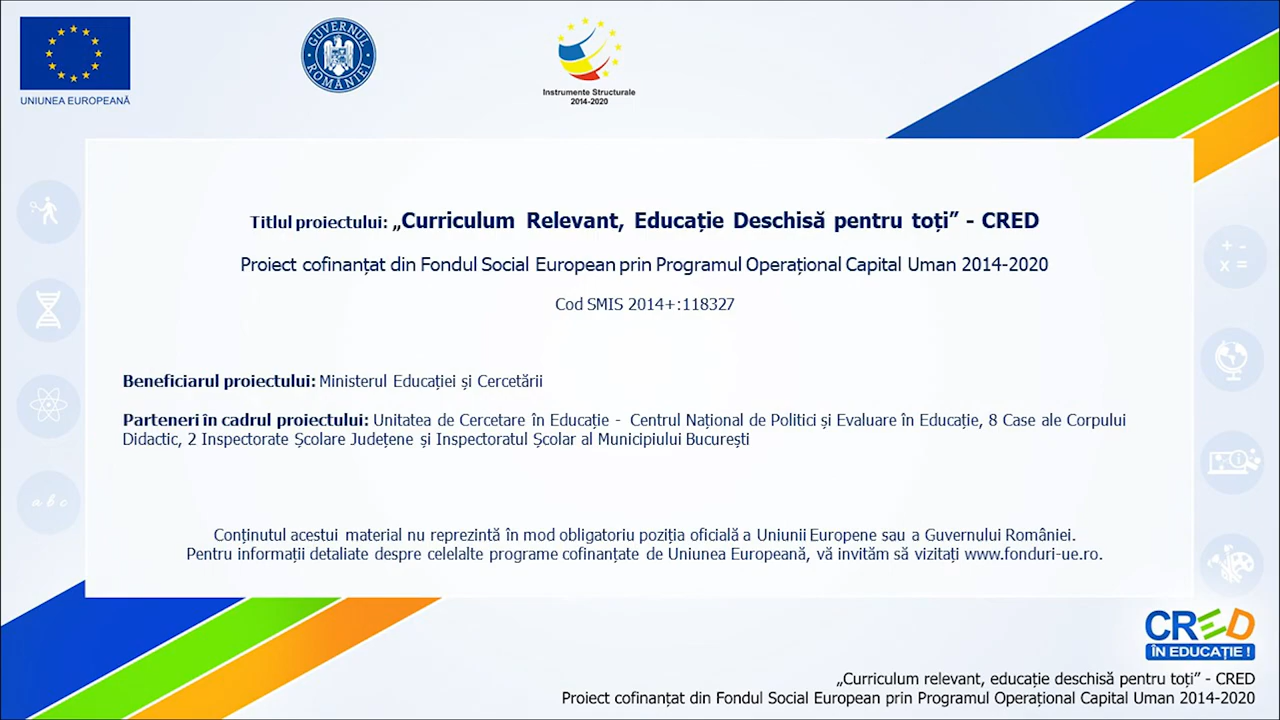 UNIUNEA EUROPEANĂ
GUVERNUL ROMÂNIEI
Instrumente Structurale
2014-2020
Titlul proiectului: „Curriculum Relevant, Educație Deschisă pentru toți” - CRED
Proiect cofinanțat din Fondul Social European prin Programul Operațional Capital Uman 2014-2020
Cod SMIS 2014+:118327
+ -
x =
Beneficiarul proiectului: Ministerul Educației și Cercetării
Parteneri în cadrul proiectului: Unitatea de Cercetare în Educație - Centrul Național de Politici și Evaluare în Educație, 8 Case ale Corpului
Didactic, 2 Inspectorate Școlare Județene și Inspectoratul Școlar al Municipiului București
a b c
Conținutul acestui material nu reprezintă în mod obligatoriu poziția oficială a Uniunii Europene sau a Guvernului României.
Pentru informații detaliate despre celelalte programe cofinanțate de Uniunea Europeană, vă invităm să vizitați www.fonduri-ue.ro.
CRED
ÎN EDUCAȚIE !
„Curriculum relevant, educație deschisă pentru toți” - CRED
Proiect cofinanțat din Fondul Social European prin Programul Operațional Capital Uman 2014-2020